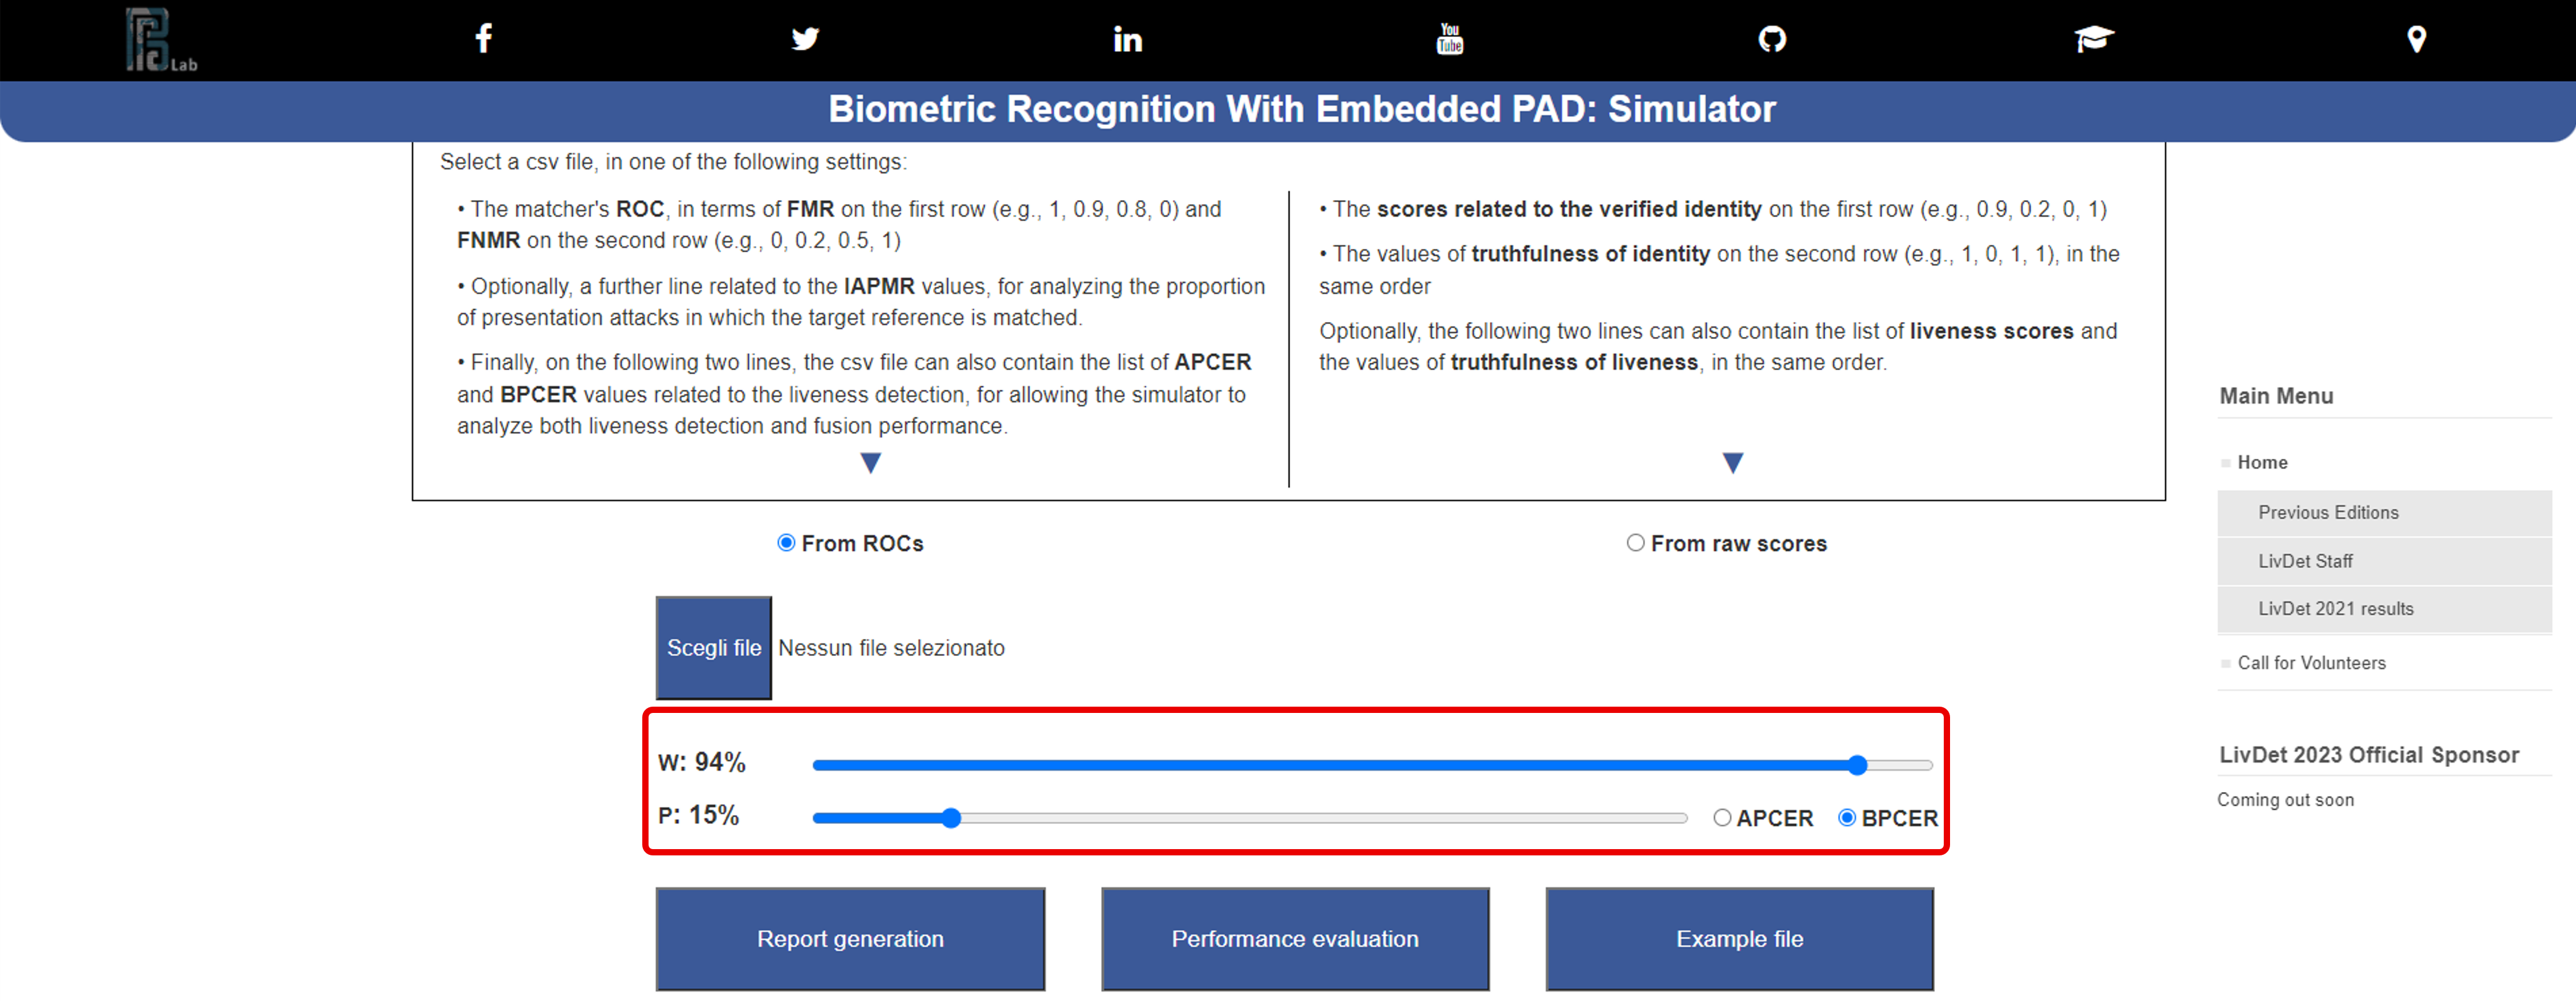 Lab
You
Tube
Biometric Recognition With Embedded PAD: Simulator
Select a csv file, in one of the following settings:
• The matcher's ROC, in terms of FMR on the first row (e.g., 1, 0.9, 0.8, 0) and
FNMR on the second row (e.g., 0, 0.2, 0.5, 1)
• Optionally, a further line related to the IAPMR values, for analyzing the proportion
of presentation attacks in which the target reference is matched.
• Finally, on the following two lines, the csv file can also contain the list of APCER
and BPCER values related to the liveness detection, for allowing the simulator to
analyze both liveness detection and fusion performance.
• The scores related to the verified identity on the first row (e.g., 0.9, 0.2, 0, 1)
• The values of truthfulness of identity on the second row (e.g., 1, 0, 1, 1), in the
same order
Optionally, the following two lines can also contain the list of liveness scores and
the values of truthfulness of liveness, in the same order.
From ROCs
From raw scores
Scegli file Nessun file selezionato
W: 94%
P: 15%
APCER BPCER
Report generation
Performance evaluation
Example file
Main Menu
Home
Previous Editions
LivDet Staff
LivDet 2021 results
Call for Volunteers
LivDet 2023 Official Sponsor
Coming out soon